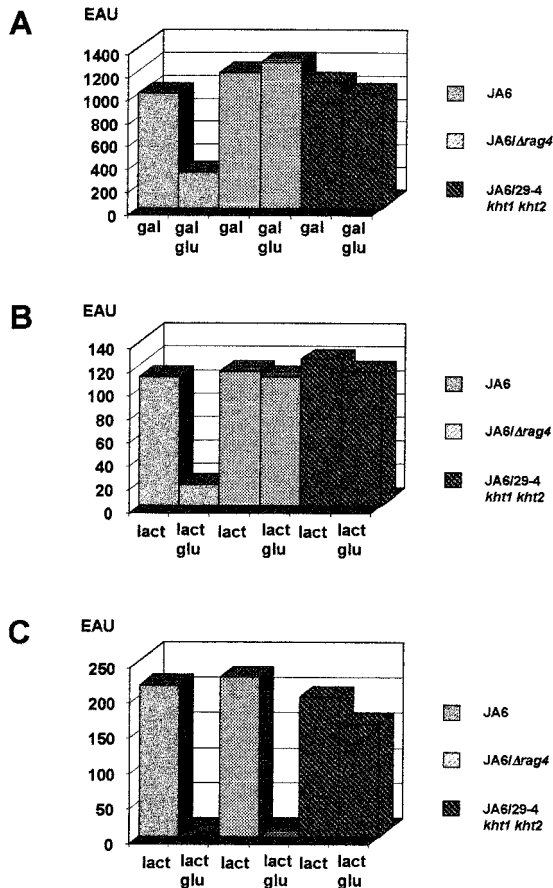 A
EAU
1400
1200
1000
800
600
400
200
0
gal gal glu gal gal glu gal gal glu
JA6
JA6/Δrag4
JA6/29-4
kht1 kht2
B
EAU
140
120
100
80
60
40
20
0
lact lact glu lact lact glu lact lact glu
JA6
JA6/Δrag4
JA6/29-4
kht1 kht2
C
EAU
250
200
150
100
50
0
lact lact glu lact lact glu lact lact glu
JA6
JA6/Δrag4
JA6/29-4
kht1 kht2